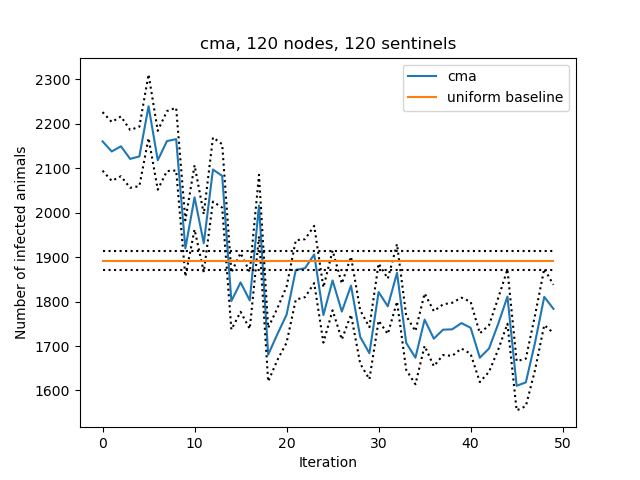 cma, 120 nodes, 120 sentinels
cma
uniform baseline
Number of infected animals
2300
2200
2100
2000
1900
1800
1700
1600
0 10 20 30 40 50
Iteration